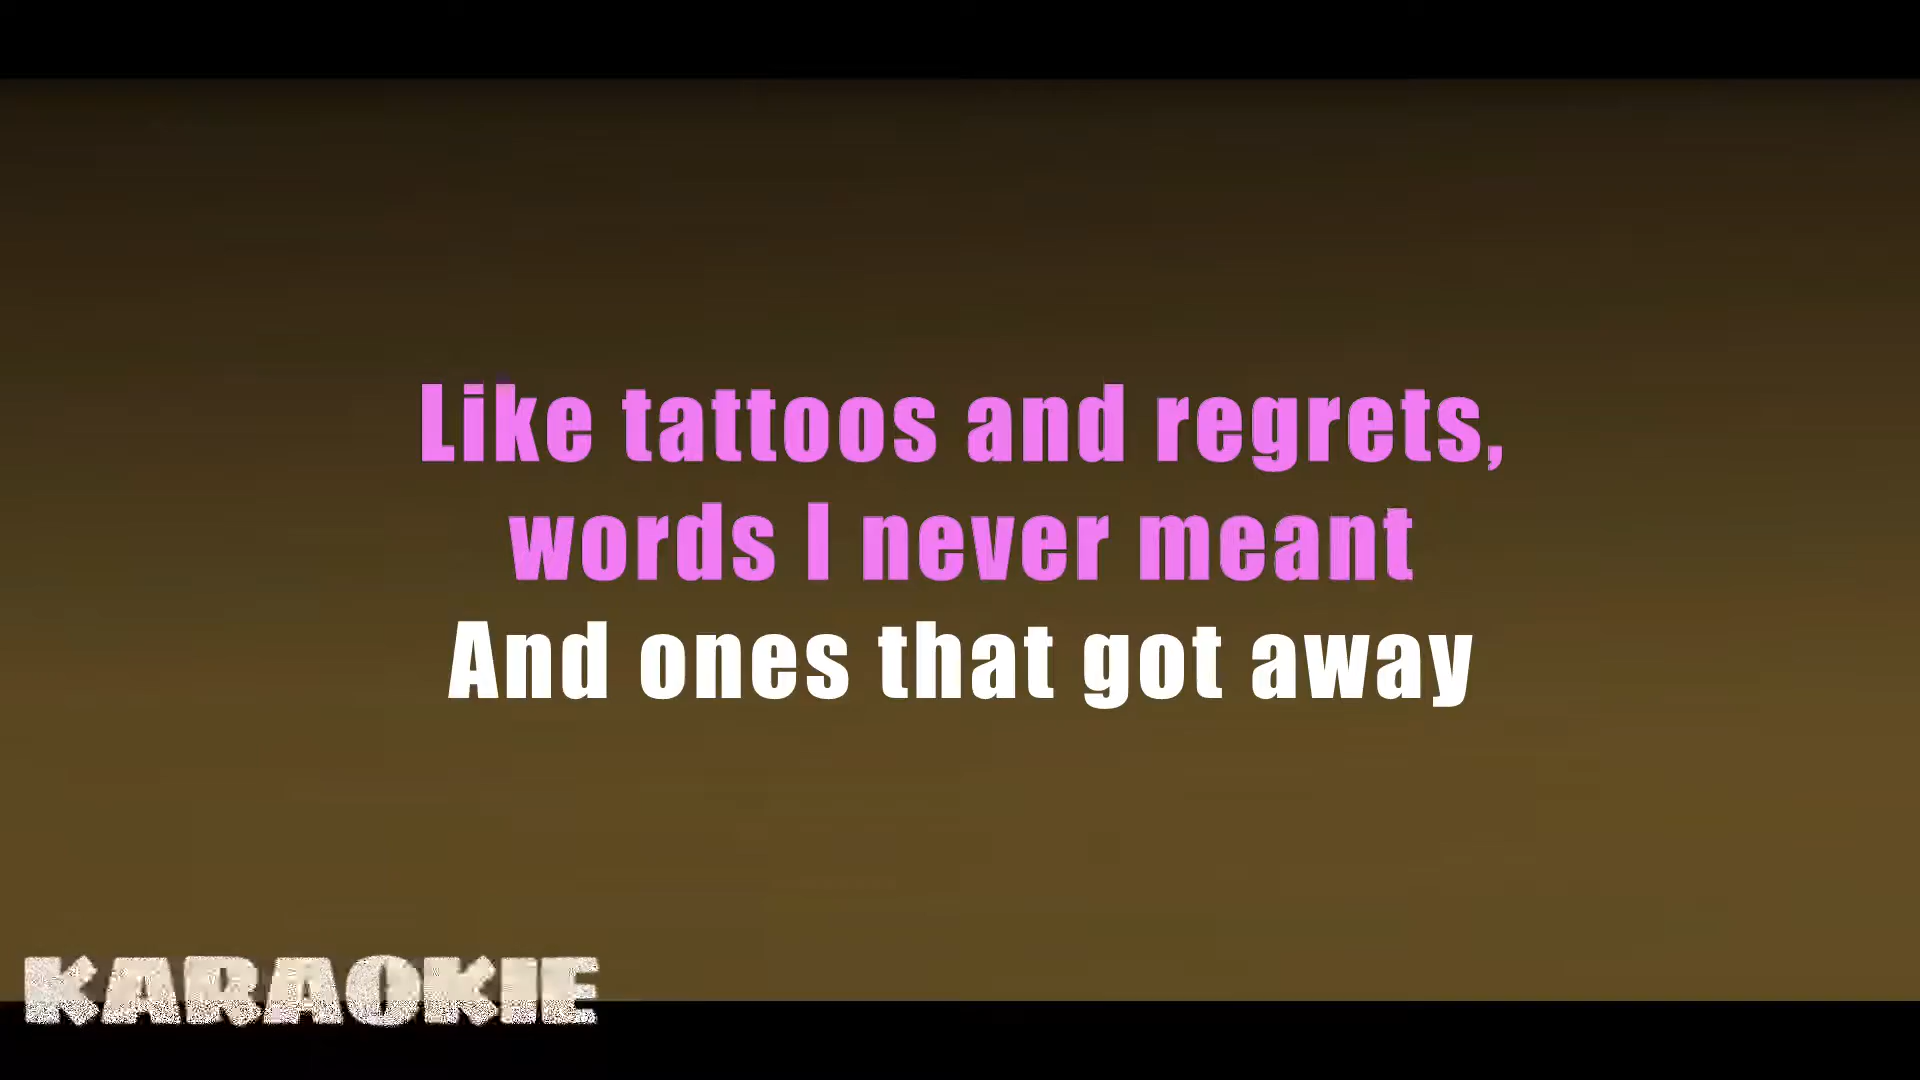 Like tattoos and regrets,
words I never meant
And ones that got away
KARAOKIE